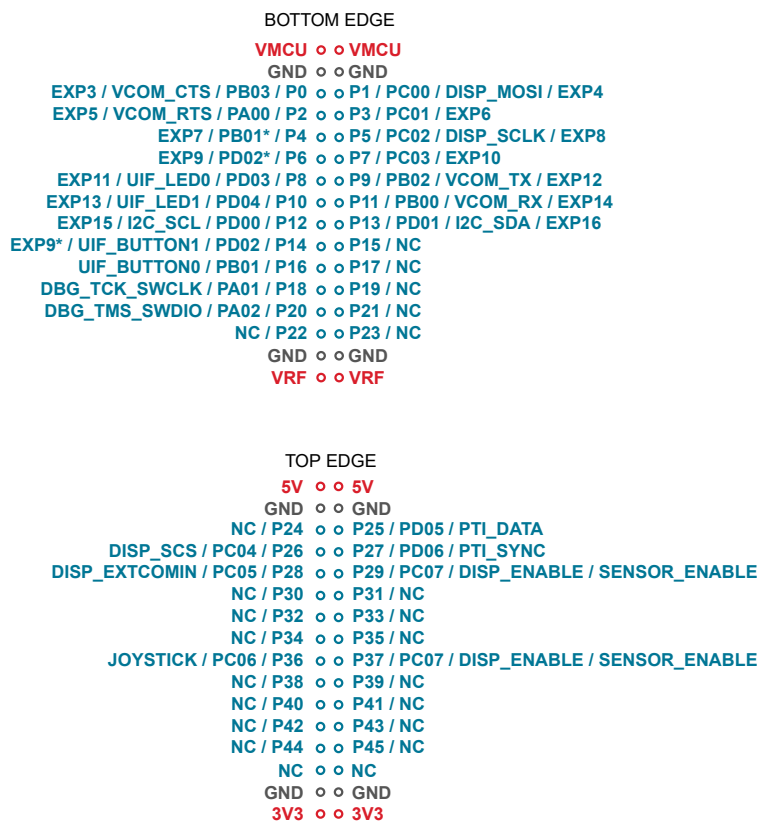 BOTTOM EDGE
VMCU VMCU
GND GND
EXP3 / VCOM_CTS / PB03 / P0 P1 / PC00 / DISP_MOSI / EXP4
EXP5 / VCOM_RTS / PA00 / P2 P3 / PC01 / EXP6
EXP7 / PB01* / P4 P5 / PC02 / DISP_SCLK / EXP8
EXP9 / PD02* / P6 P7 / PC03 / EXP10
EXP11 / UIF_LED0 / PD03 / P8 P9 / PB02 / VCOM_TX / EXP12
EXP13 / UIF_LED1 / PD04 / P10 P11 / PB00 / VCOM_RX / EXP14
EXP15 / I2C_SCL / PD00 / P12 P13 / PD01 / I2C_SDA / EXP16
EXP9* / UIF_BUTTON1 / PD02 / P14 P15 / NC
UIF_BUTTON0 / PB01 / P16 P17 / NC
DBG_TCK_SWCLK / PA01 / P18 P19 / NC
DBG_TMS_SWDIO / PA02 / P20 P21 / NC
NC / P22 P23 / NC
GND GND
VRF VRF
TOP EDGE
5V 5V
GND GND
NC / P24 P25 / PD05 / PTI_DATA
DISP_SCS / PC04 / P26 P27 / PD06 / PTI_SYNC
DISP_EXTCOMIN / PC05 / P28 P29 / PC07 / DISP_ENABLE / SENSOR_ENABLE
NC / P30 P31 / NC
NC / P32 P33 / NC
NC / P34 P35 / NC
JOYSTICK / PC06 / P36 P37 / PC07 / DISP_ENABLE / SENSOR_ENABLE
NC / P38 P39 / NC
NC / P40 P41 / NC
NC / P42 P43 / NC
NC / P44 P45 / NC
NC NC
GND GND
3V3 3V3